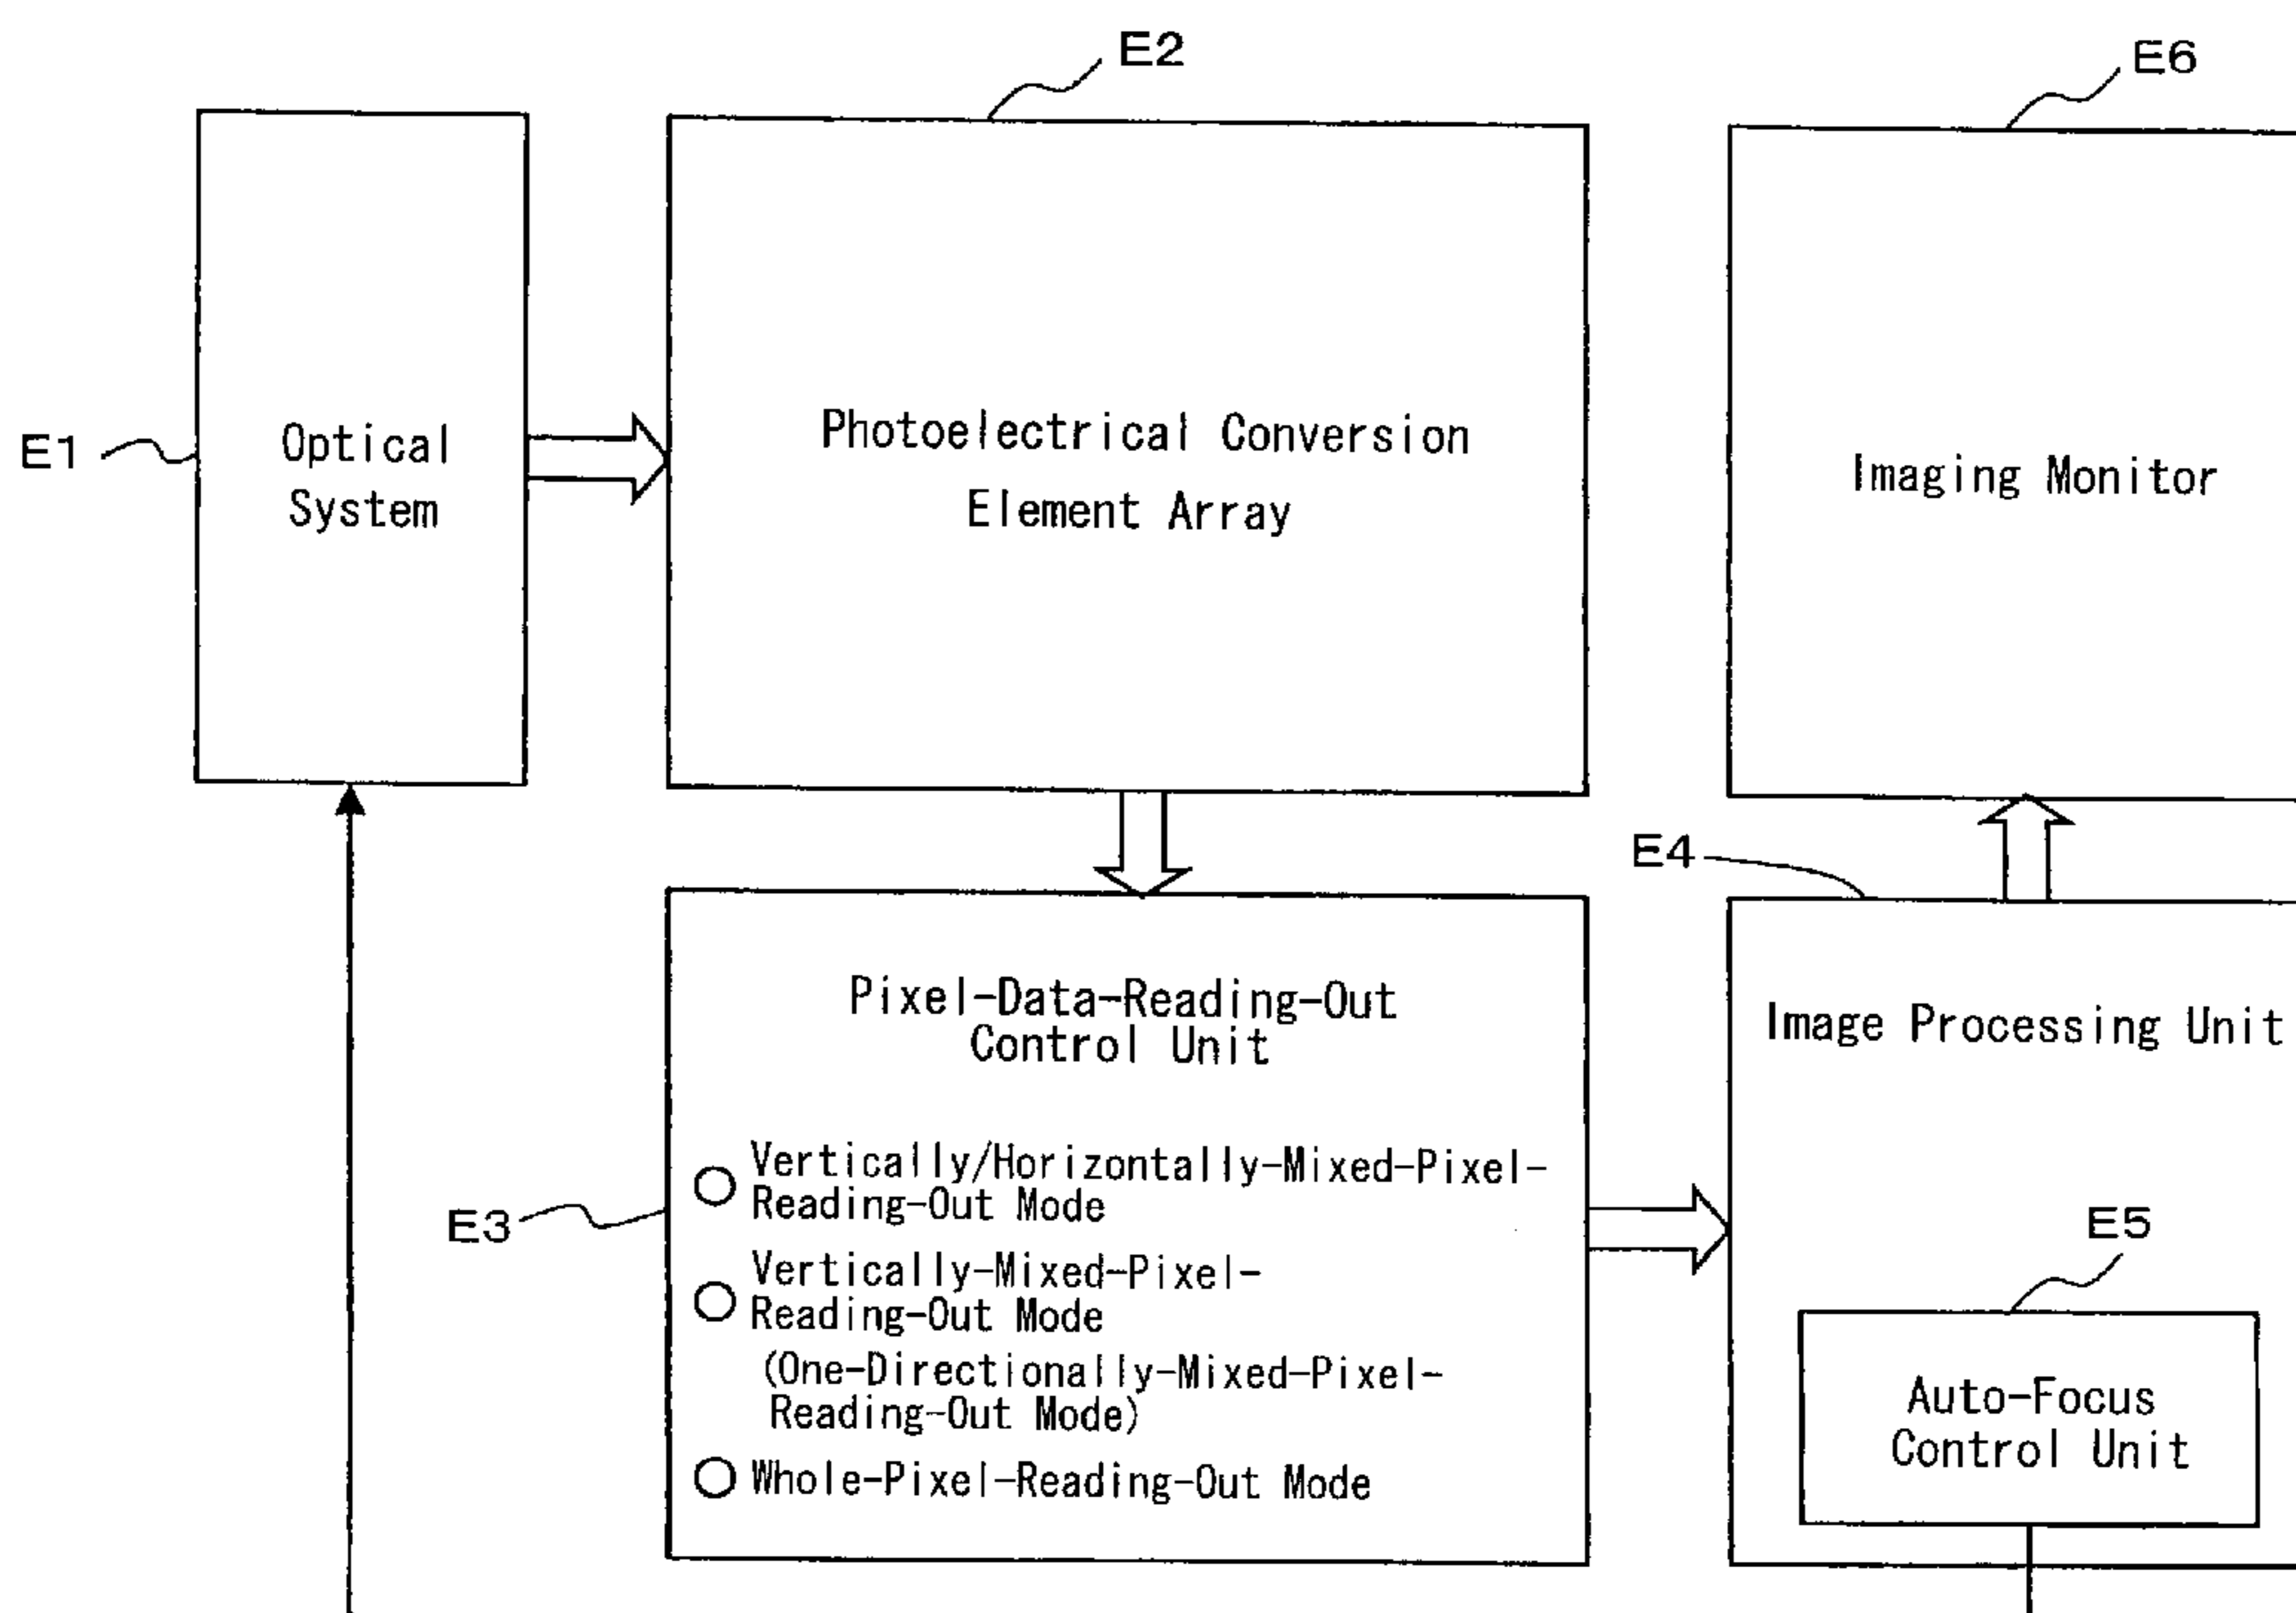 E2
E6
E1
Optical
System
Photoelectrical Conversion
Element Array
Imaging Monitor
E4
Pixel-Data-Reading-Out
Control Unit
Image Processing Unit
E3
Vertically/Horizontally-Mixed-Pixel-
Reading-Out Mode
Vertically-Mixed-Pixel-
Reading-Out Mode
(One-Directionally-Mixed-Pixel-
Reading-Out Mode)
Whole-Pixel-Reading-Out Mode
E5
Auto-Focus
Control Unit